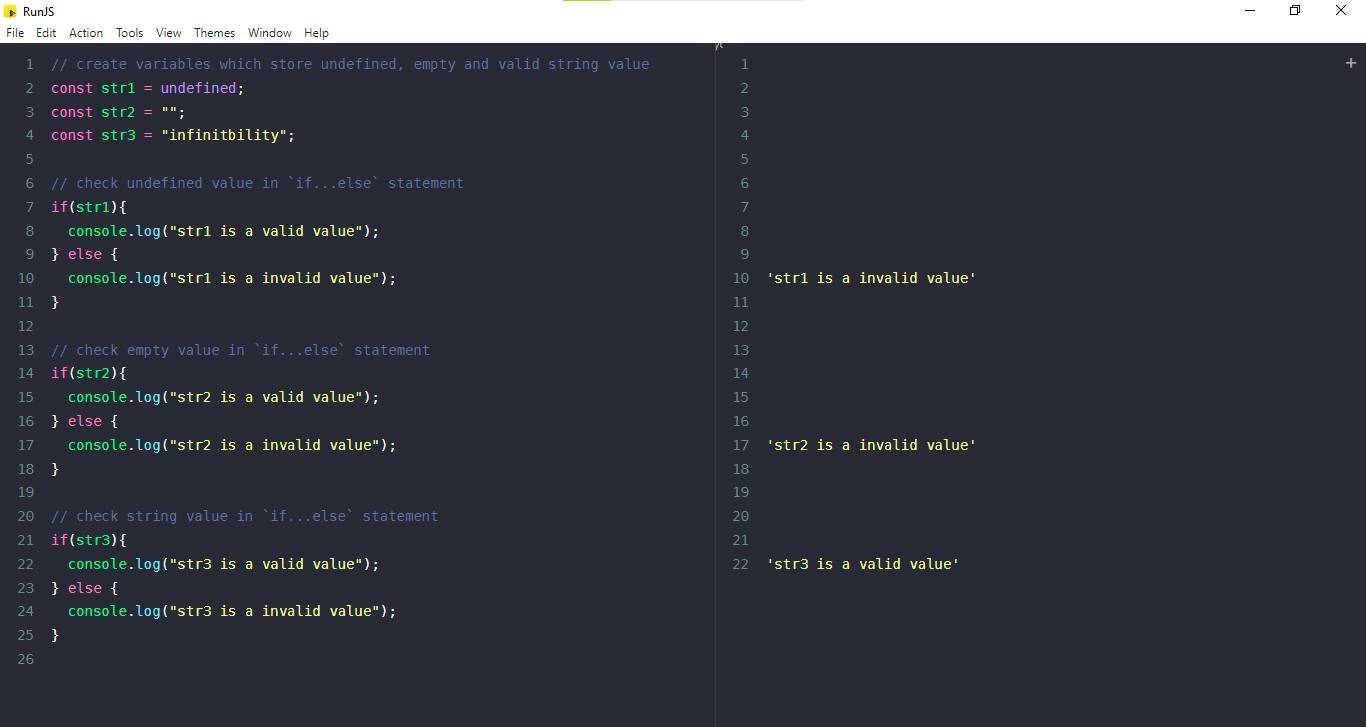 RunJS
File Edit Action Tools View Themes Window Help
1 // create variables which store undefined, empty and valid string value
2 const str1 = undefined;
3 const str2 = "";
4 const str3 = "infinitbility";
5
6 // check undefined value in `if...else` statement
7 if(str1){
8 console.log("str1 is a valid value");
9 } else {
10 console.log("str1 is a invalid value");
11 }
12
13 // check empty value in `if...else` statement
14 if(str2){
15 console.log("str2 is a valid value");
16 } else {
17 console.log("str2 is a invalid value");
18 }
19
20 // check string value in `if...else` statement
21 if(str3){
22 console.log("str3 is a valid value");
23 } else {
24 console.log("str3 is a invalid value");
25 }
26
1
2
3
4
5
6
7
8
9
10 'str1 is a invalid value'
11
12
13
14
15
16
17 'str2 is a invalid value'
18
19
20
21
22 'str3 is a valid value'